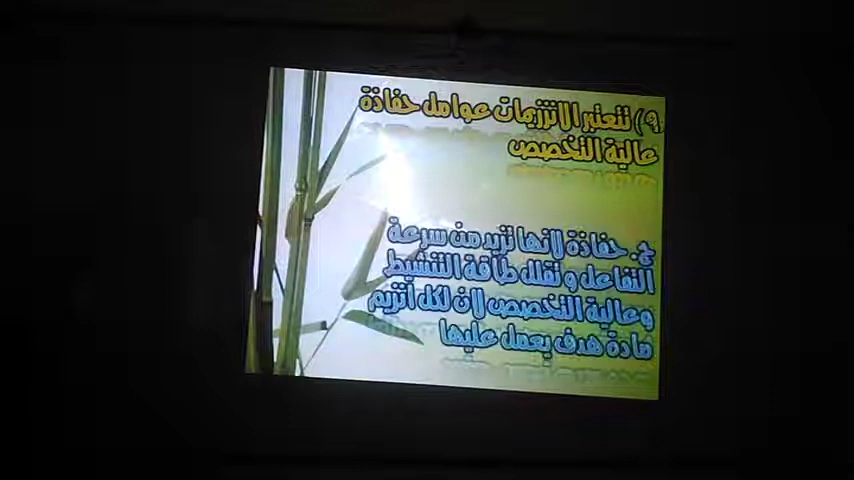 ٩) تعتبر الانزيمات عوامل حفازة
عالية التخصص
ج. حفازة لانها تزيد من سرعة
التفاعل و تقلل طاقة التنشيط
وعالية التخصص لان لكل انزيم
مادة هدف يعمل عليها